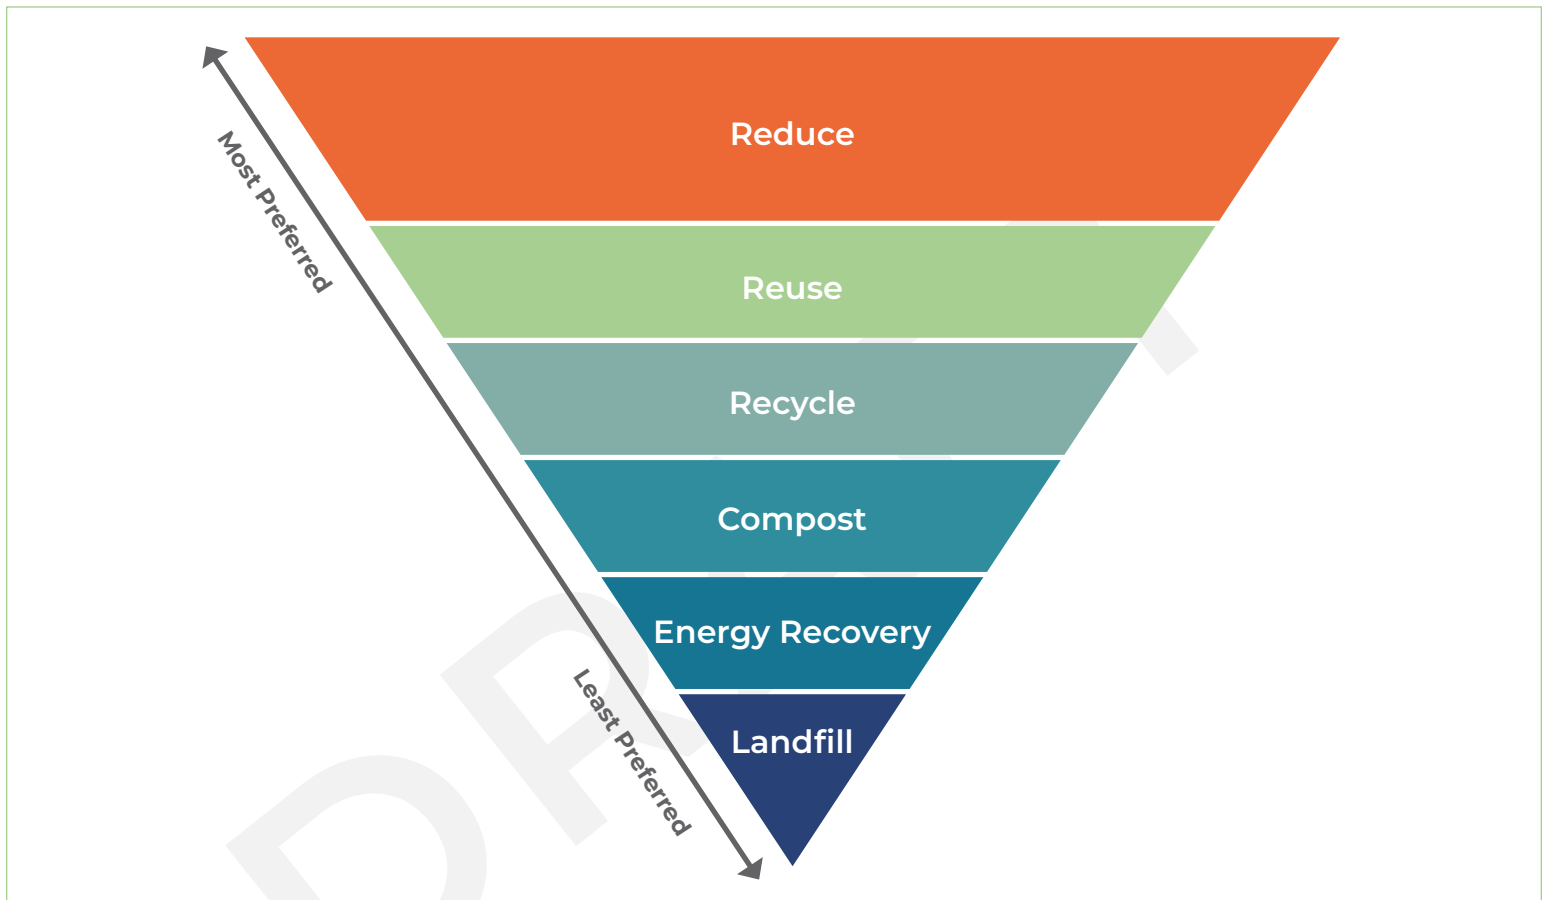 Reduce
Most Preferred
Reuse
Recycle
Compost
Energy Recovery
Least Preferred
Landfill